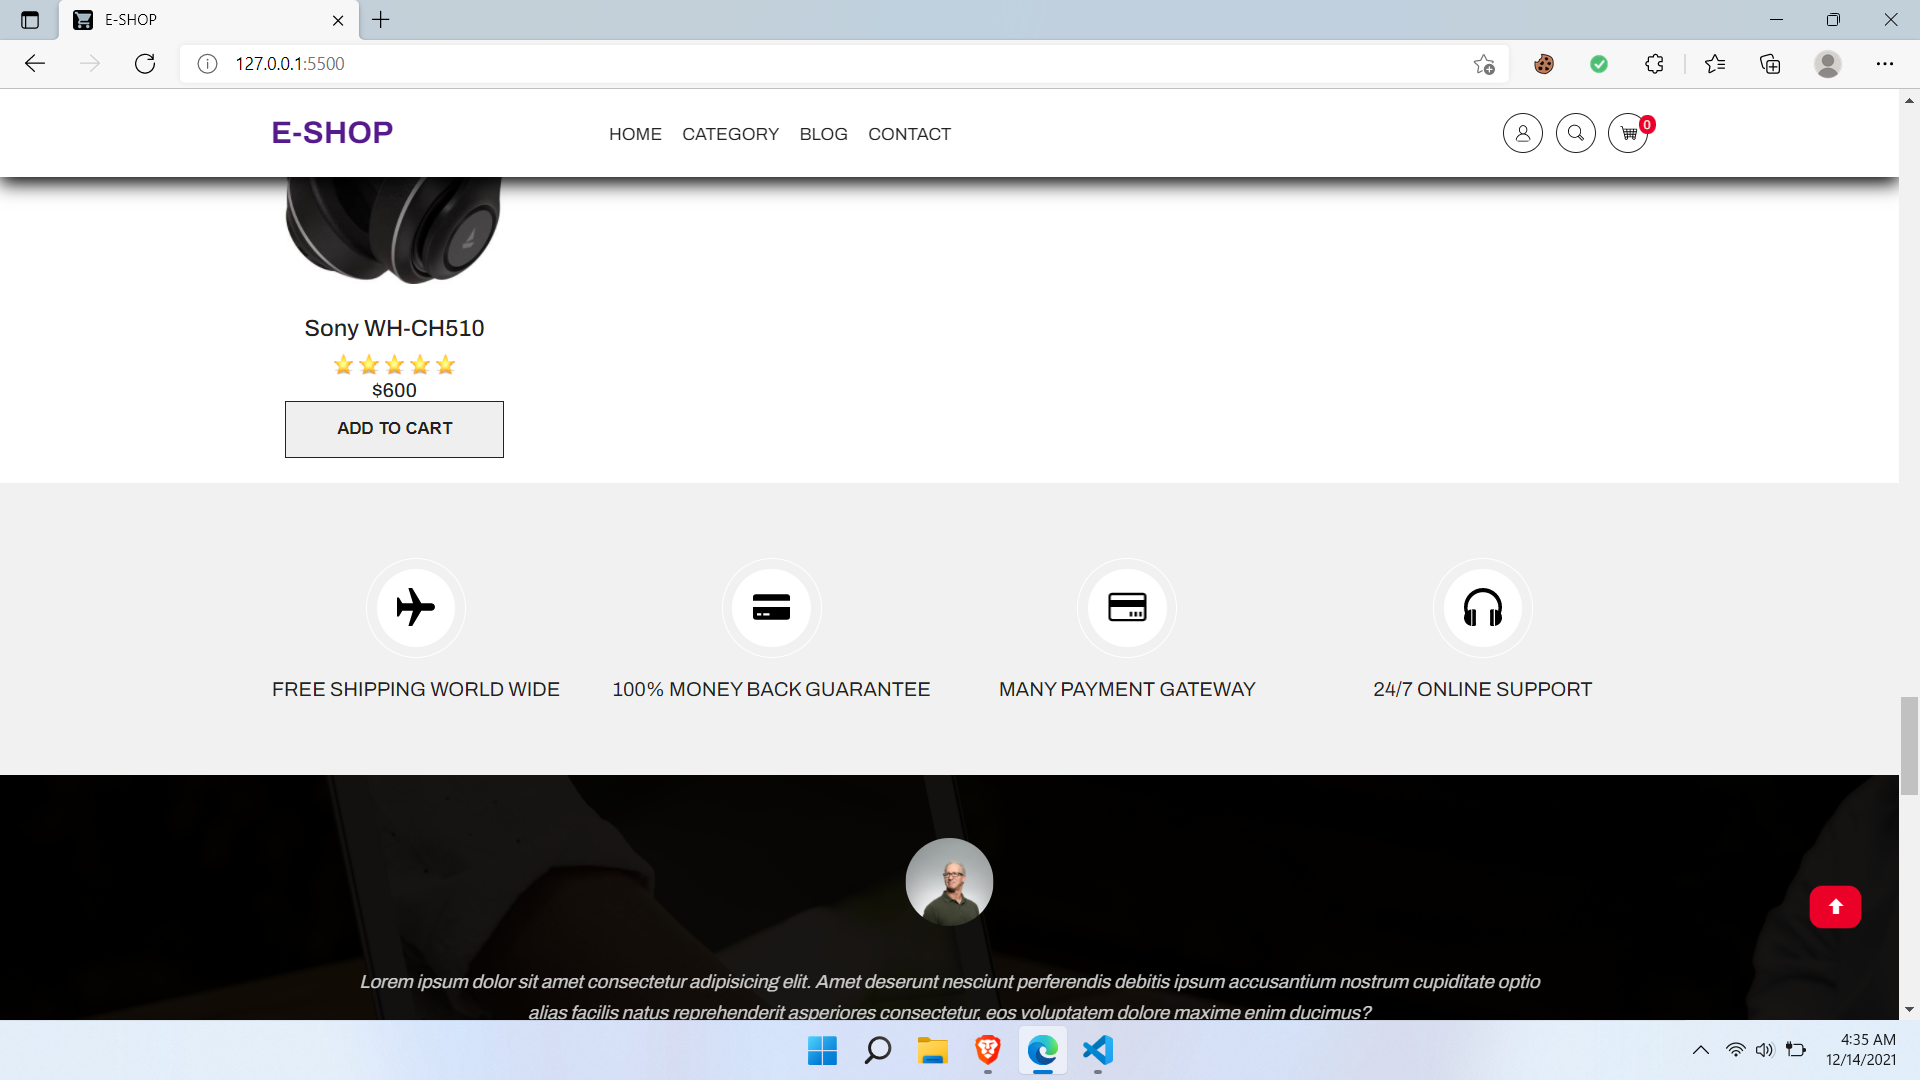 E-SHOP
127.0.0.1:5500
E-SHOP
HOME CATEGORY BLOG CONTACT
0
Sony WH-CH510
$600
ADD TO CART
FREE SHIPPING WORLD WIDE
100% MONEY BACK GUARANTEE
MANY PAYMENT GATEWAY
24/7 ONLINE SUPPORT
Lorem ipsum dolor sit amet consectetur adipisicing elit. Amet deserunt nesciunt perferendis debitis ipsum accusantium nostrum cupiditate optio
alias facilis natus reprehenderit asperiores consectetur, eos voluptatem dolore maxime enim ducimus?
4:35 AM
12/14/2021